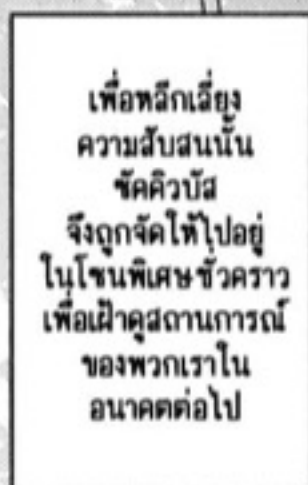 เพื่อหลีกเลี่ยง
ความสับสนนั้น
ซัคคิวบัส
จึงถูกจัดให้ไปอยู่
ในโซนพิเศษชั่วคราว
เพื่อเฝ้าดูสถานการณ์
ของพวกเราใน
อนาคตต่อไป